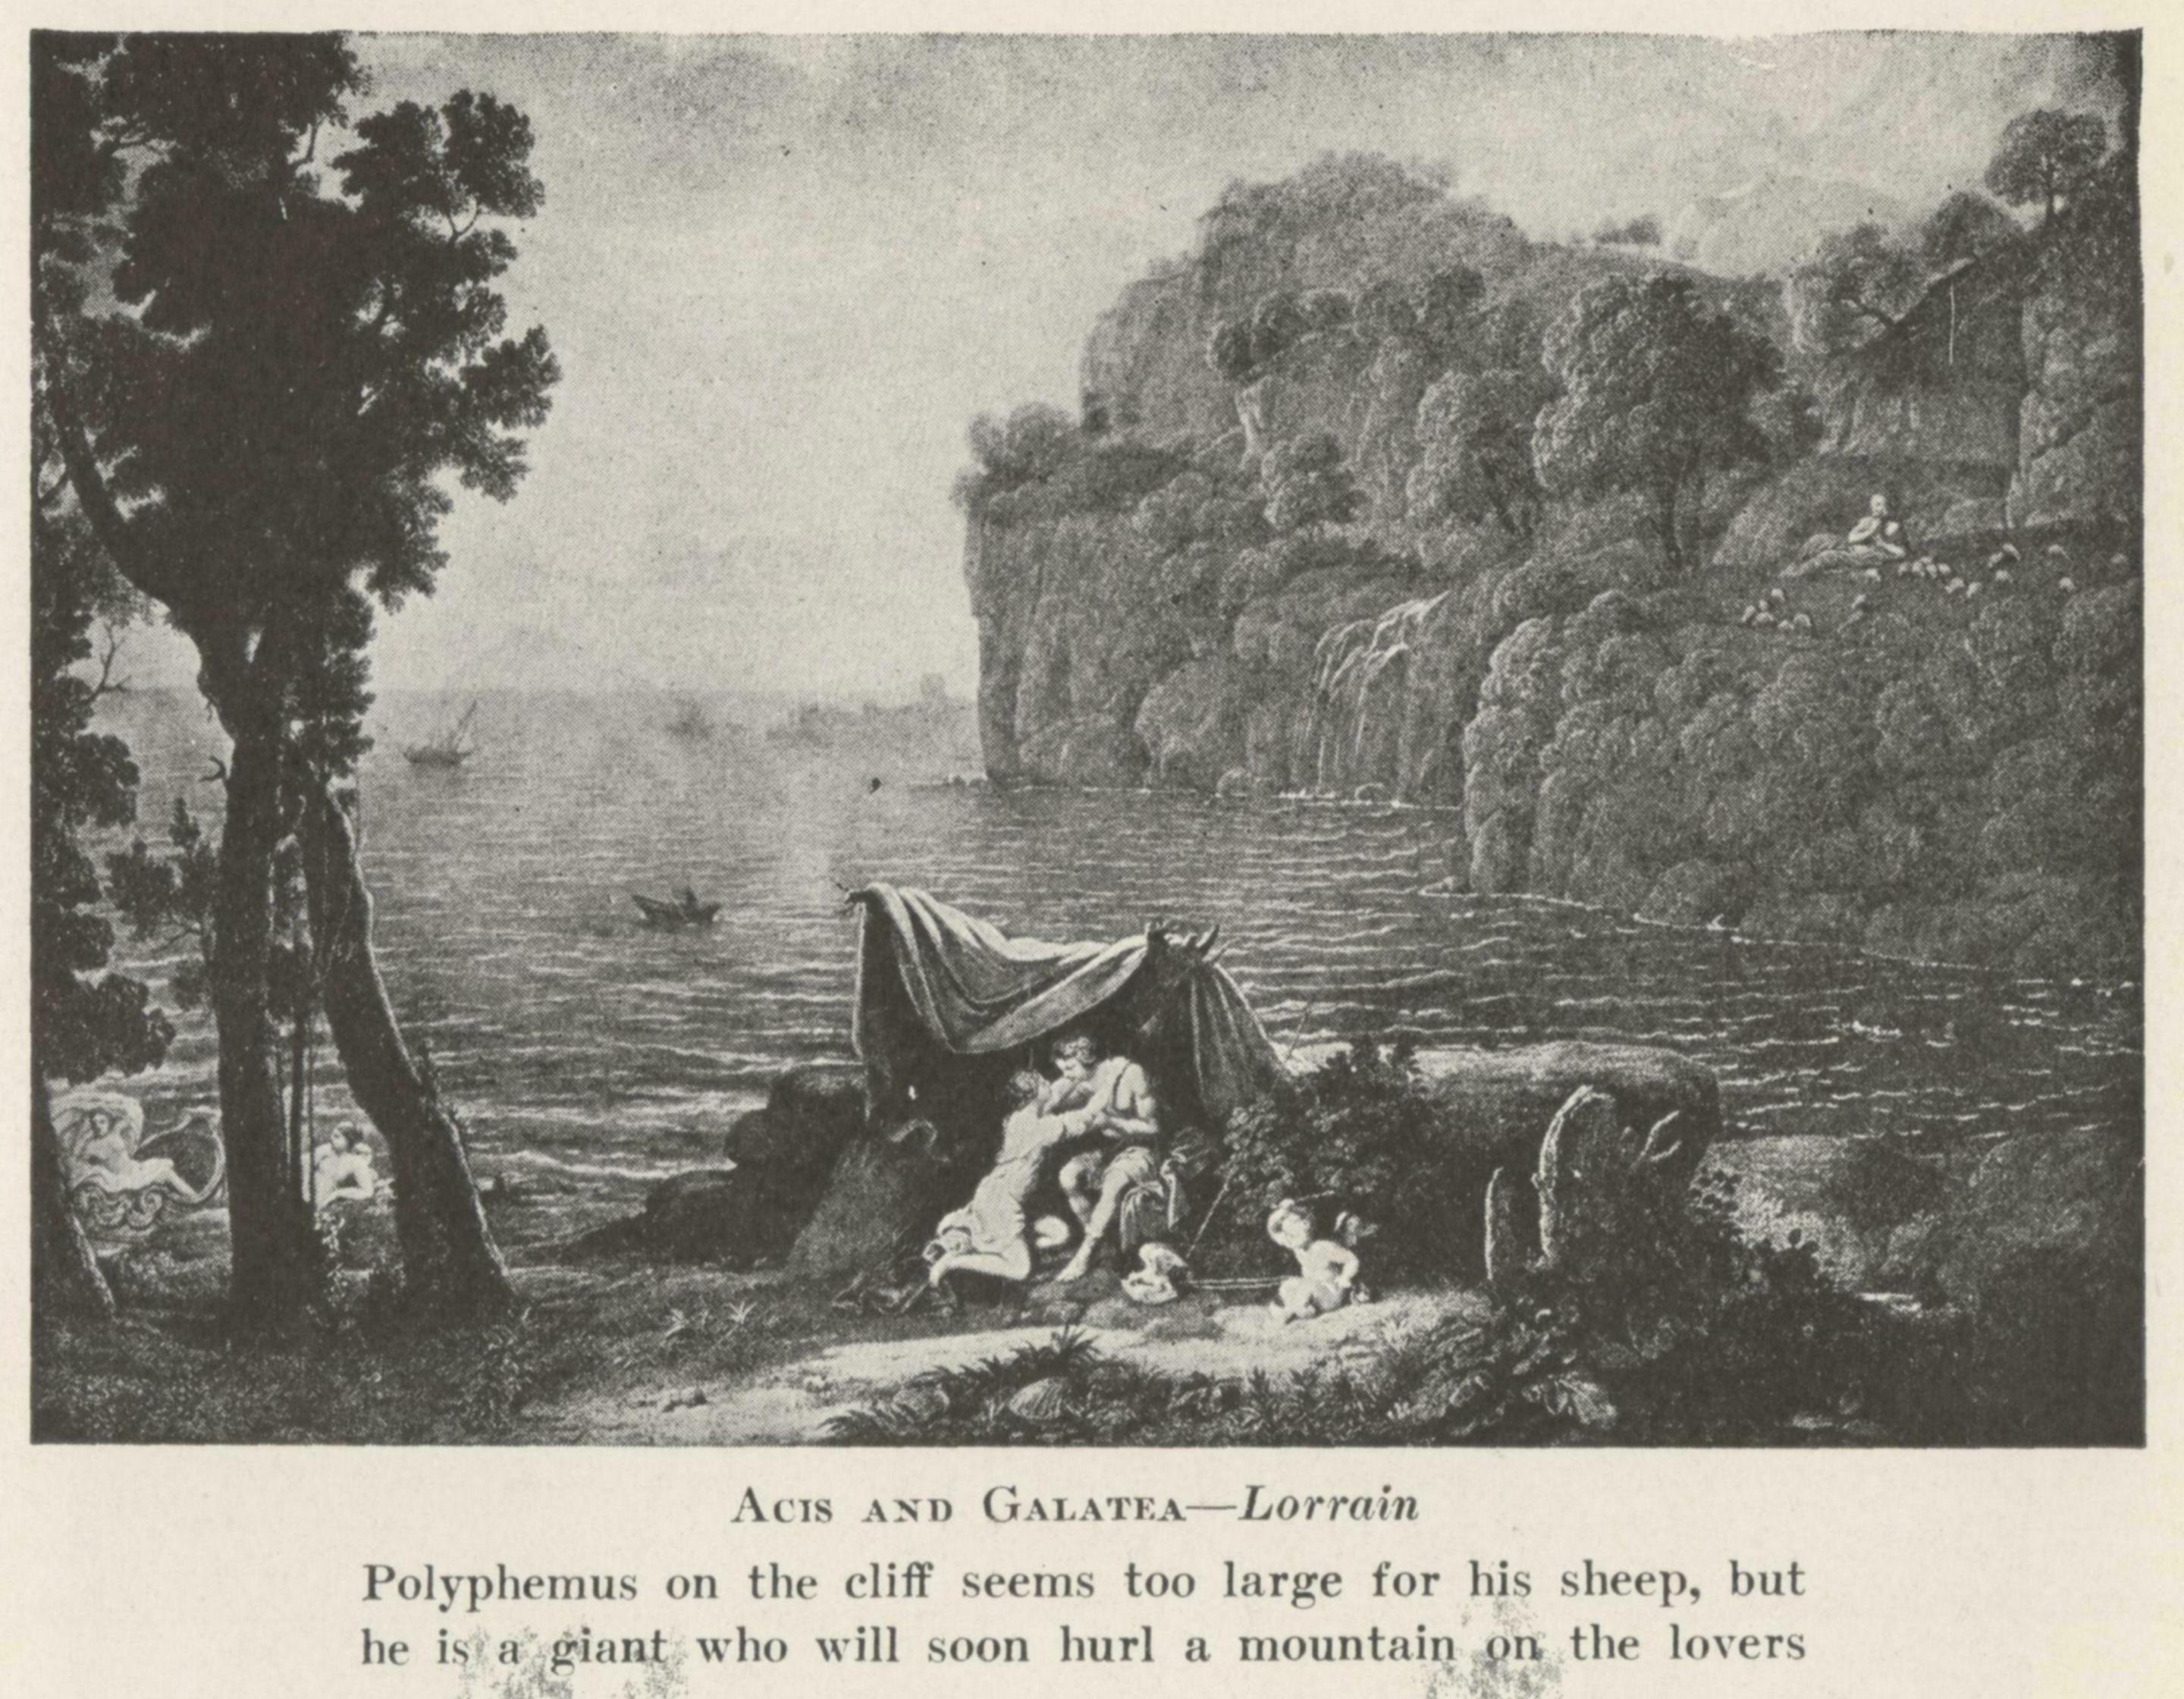 ACIS AND GALATEA—Lorrain
Polyphemus on the cliff seems too large for his sheep, but
he is a giant who will soon hurl a mountain on the lovers